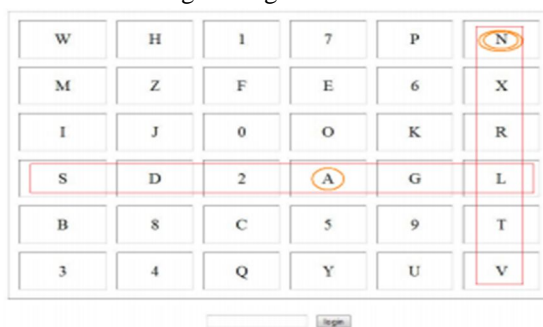 W H 1 7 P N
M Z F E 6 X
I J 0 O K R
S D 2 A G L
B 8 C 5 9 T
3 4 Q Y U V
login